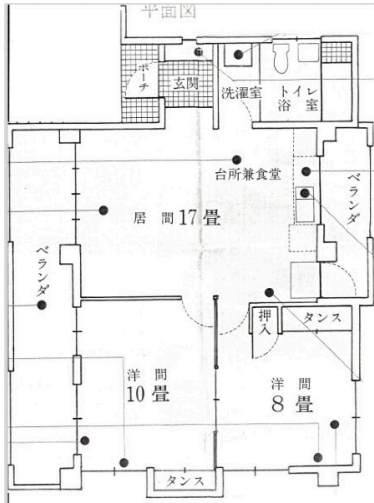 平面図
ポーチ
玄関
洗濯室
トイレ
浴室
台所兼食堂
居間17畳
ベランダ
ベランダ
押入
タンス
洋間
10畳
洋間
8畳
タンス